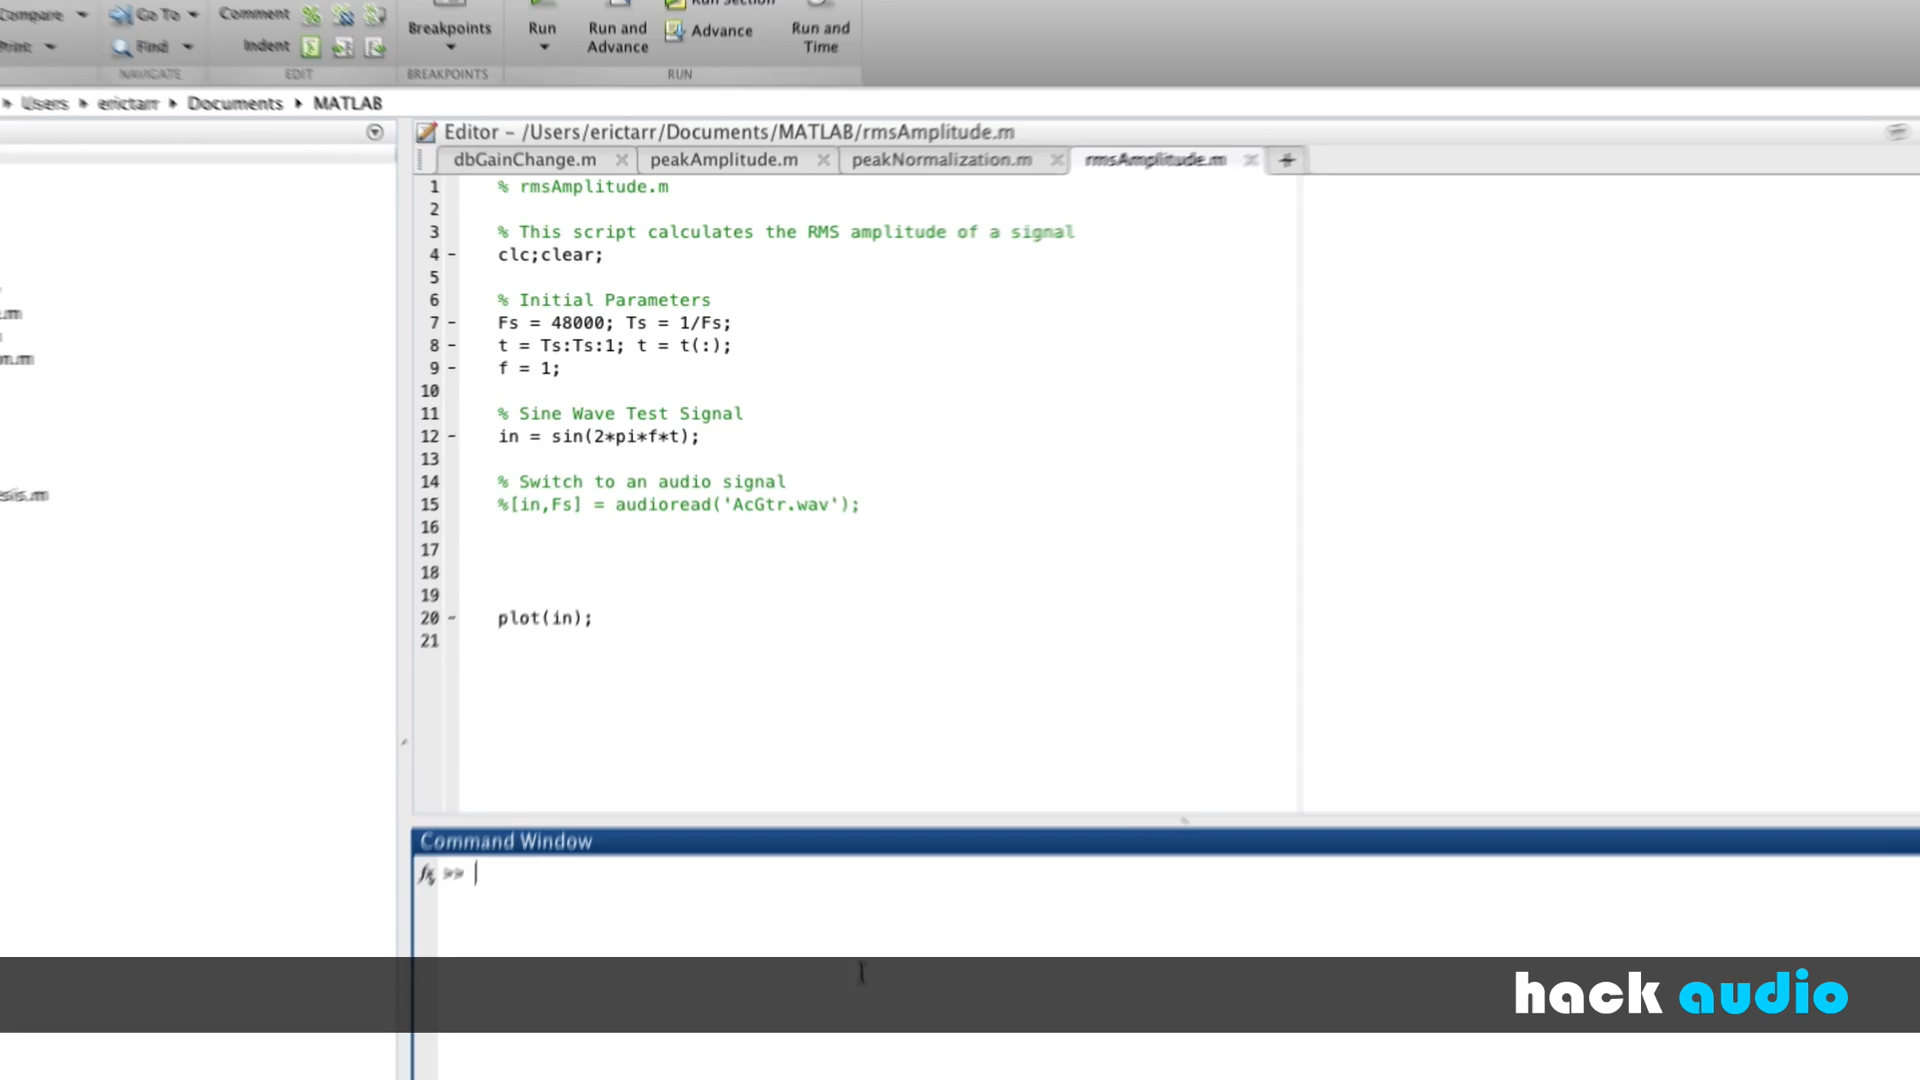 Compare Go To Comment
Print Find Indent
Breakpoints Run Run and Advance Advance Run and Time
NAVIGATE EDIT BREAKPOINTS RUN
Users erictarr Documents MATLAB
Editor – /Users/erictarr/Documents/MATLAB/rmsAmplitude.m
dbGainChange.m peakAmplitude.m peakNormalization.m rmsAmplitude.m
1 % rmsAmplitude.m
2
3 % This script calculates the RMS amplitude of a signal
4 - clc;clear;
5
6 % Initial Parameters
7 - Fs = 48000; Ts = 1/Fs;
8 - t = Ts:Ts:1; t = t(:);
9 - f = 1;
10
11 % Sine Wave Test Signal
12 - in = sin(2*pi*f*t);
13
14 % Switch to an audio signal
15 %[in,Fs] = audioread('AcGtr.wav');
16
17
18
19
20 - plot(in);
21
Command Window
fx >>
hack audio